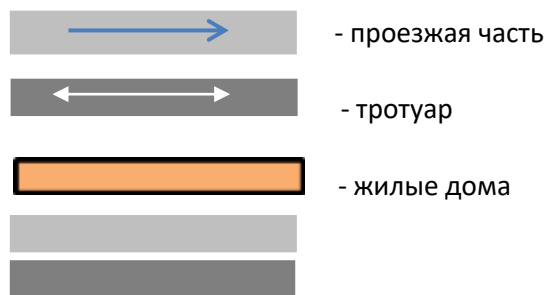 - проезжая часть
- тротуар
- жилые дома